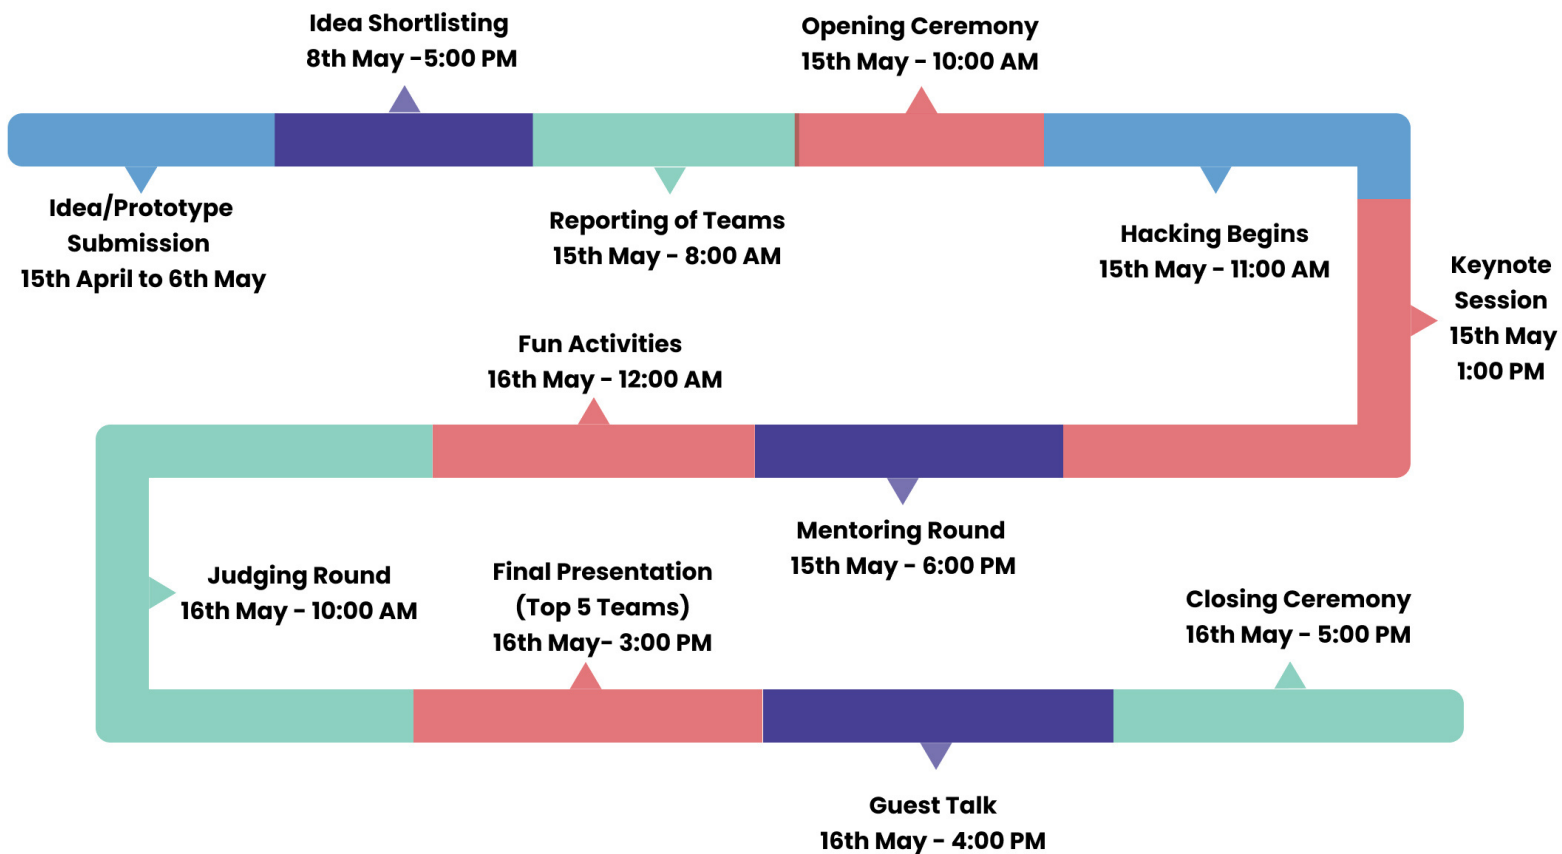 Idea Shortlisting
8th May -5:00 PM
Opening Ceremony
15th May - 10:00 AM
Idea/Prototype
Submission
15th April to 6th May
Reporting of Teams
15th May - 8:00 AM
Hacking Begins
15th May - 11:00 AM
Keynote
Session
15th May
1:00 PM
Fun Activities
16th May - 12:00 AM
Mentoring Round
15th May - 6:00 PM
Judging Round
16th May - 10:00 AM
Final Presentation
(Top 5 Teams)
16th May- 3:00 PM
Closing Ceremony
16th May - 5:00 PM
Guest Talk
16th May - 4:00 PM